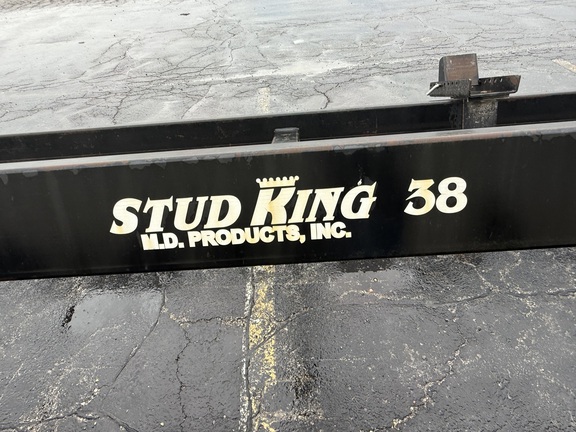 STUD KING 38
M.D. PRODUCTS, INC.